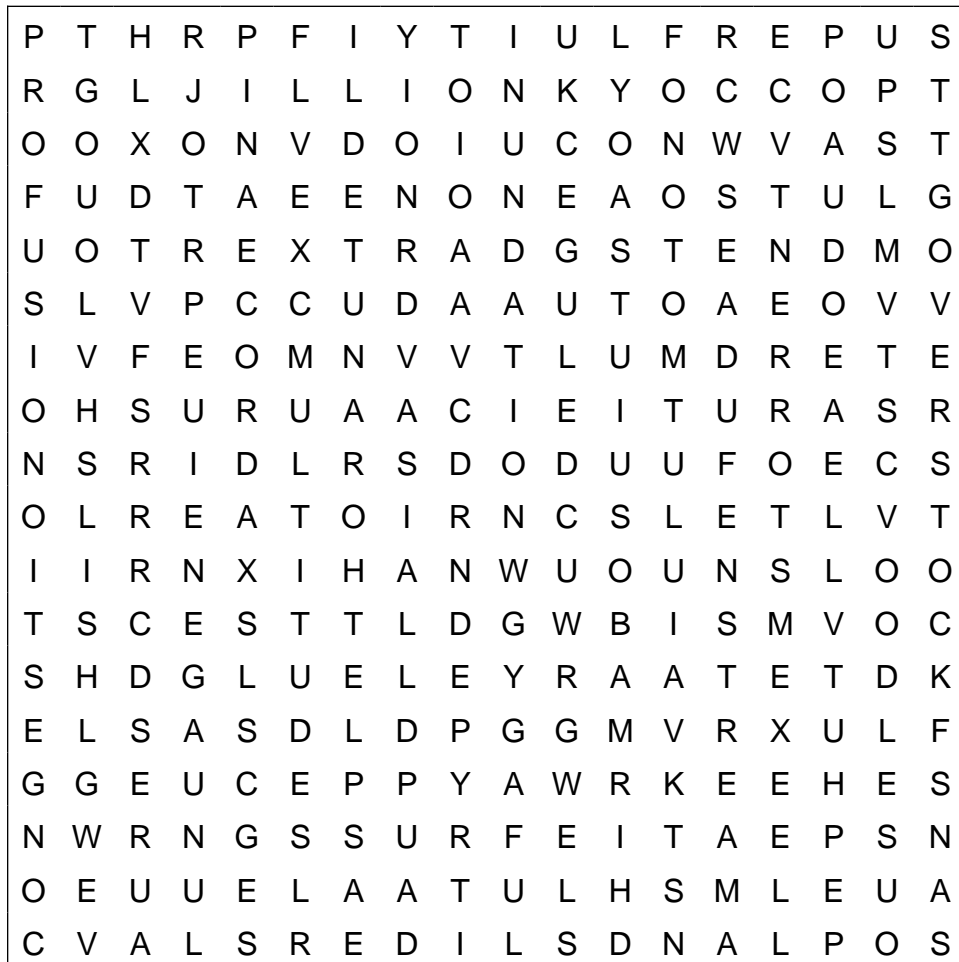 P T H R P F I Y T I U L F R E P U S
R G L J I L L I O N K Y O C C O P T
O O X O N V D O I U C O N W V A S T
F U D T A E E N O N E A O S T U L G
U O T R E X T R A D G S T E N D M O
S L V P C C U D A A U T O A E O V V
I V F E O M N V V T L U M D R E T E
O H S U R U A A C I E I T U R A S R
N S R I D L R S D O D U U F O E C S
O L R E A T O I R N C S L E T L V T
I I R N X I H A N W U O U N S L O O
T S C E S T T L D G W B I S M V O C
S H D G L U E L E Y R A A T E T D K
E L S A S D L D P G G M V R X U L F
G G E U C E P P Y A W R K E E H E S
N W R N G S S U R F E I T A E P S N
O E U U E L A A T U L H S M L E U A
C V A L S R E D I L S D N A L P O S